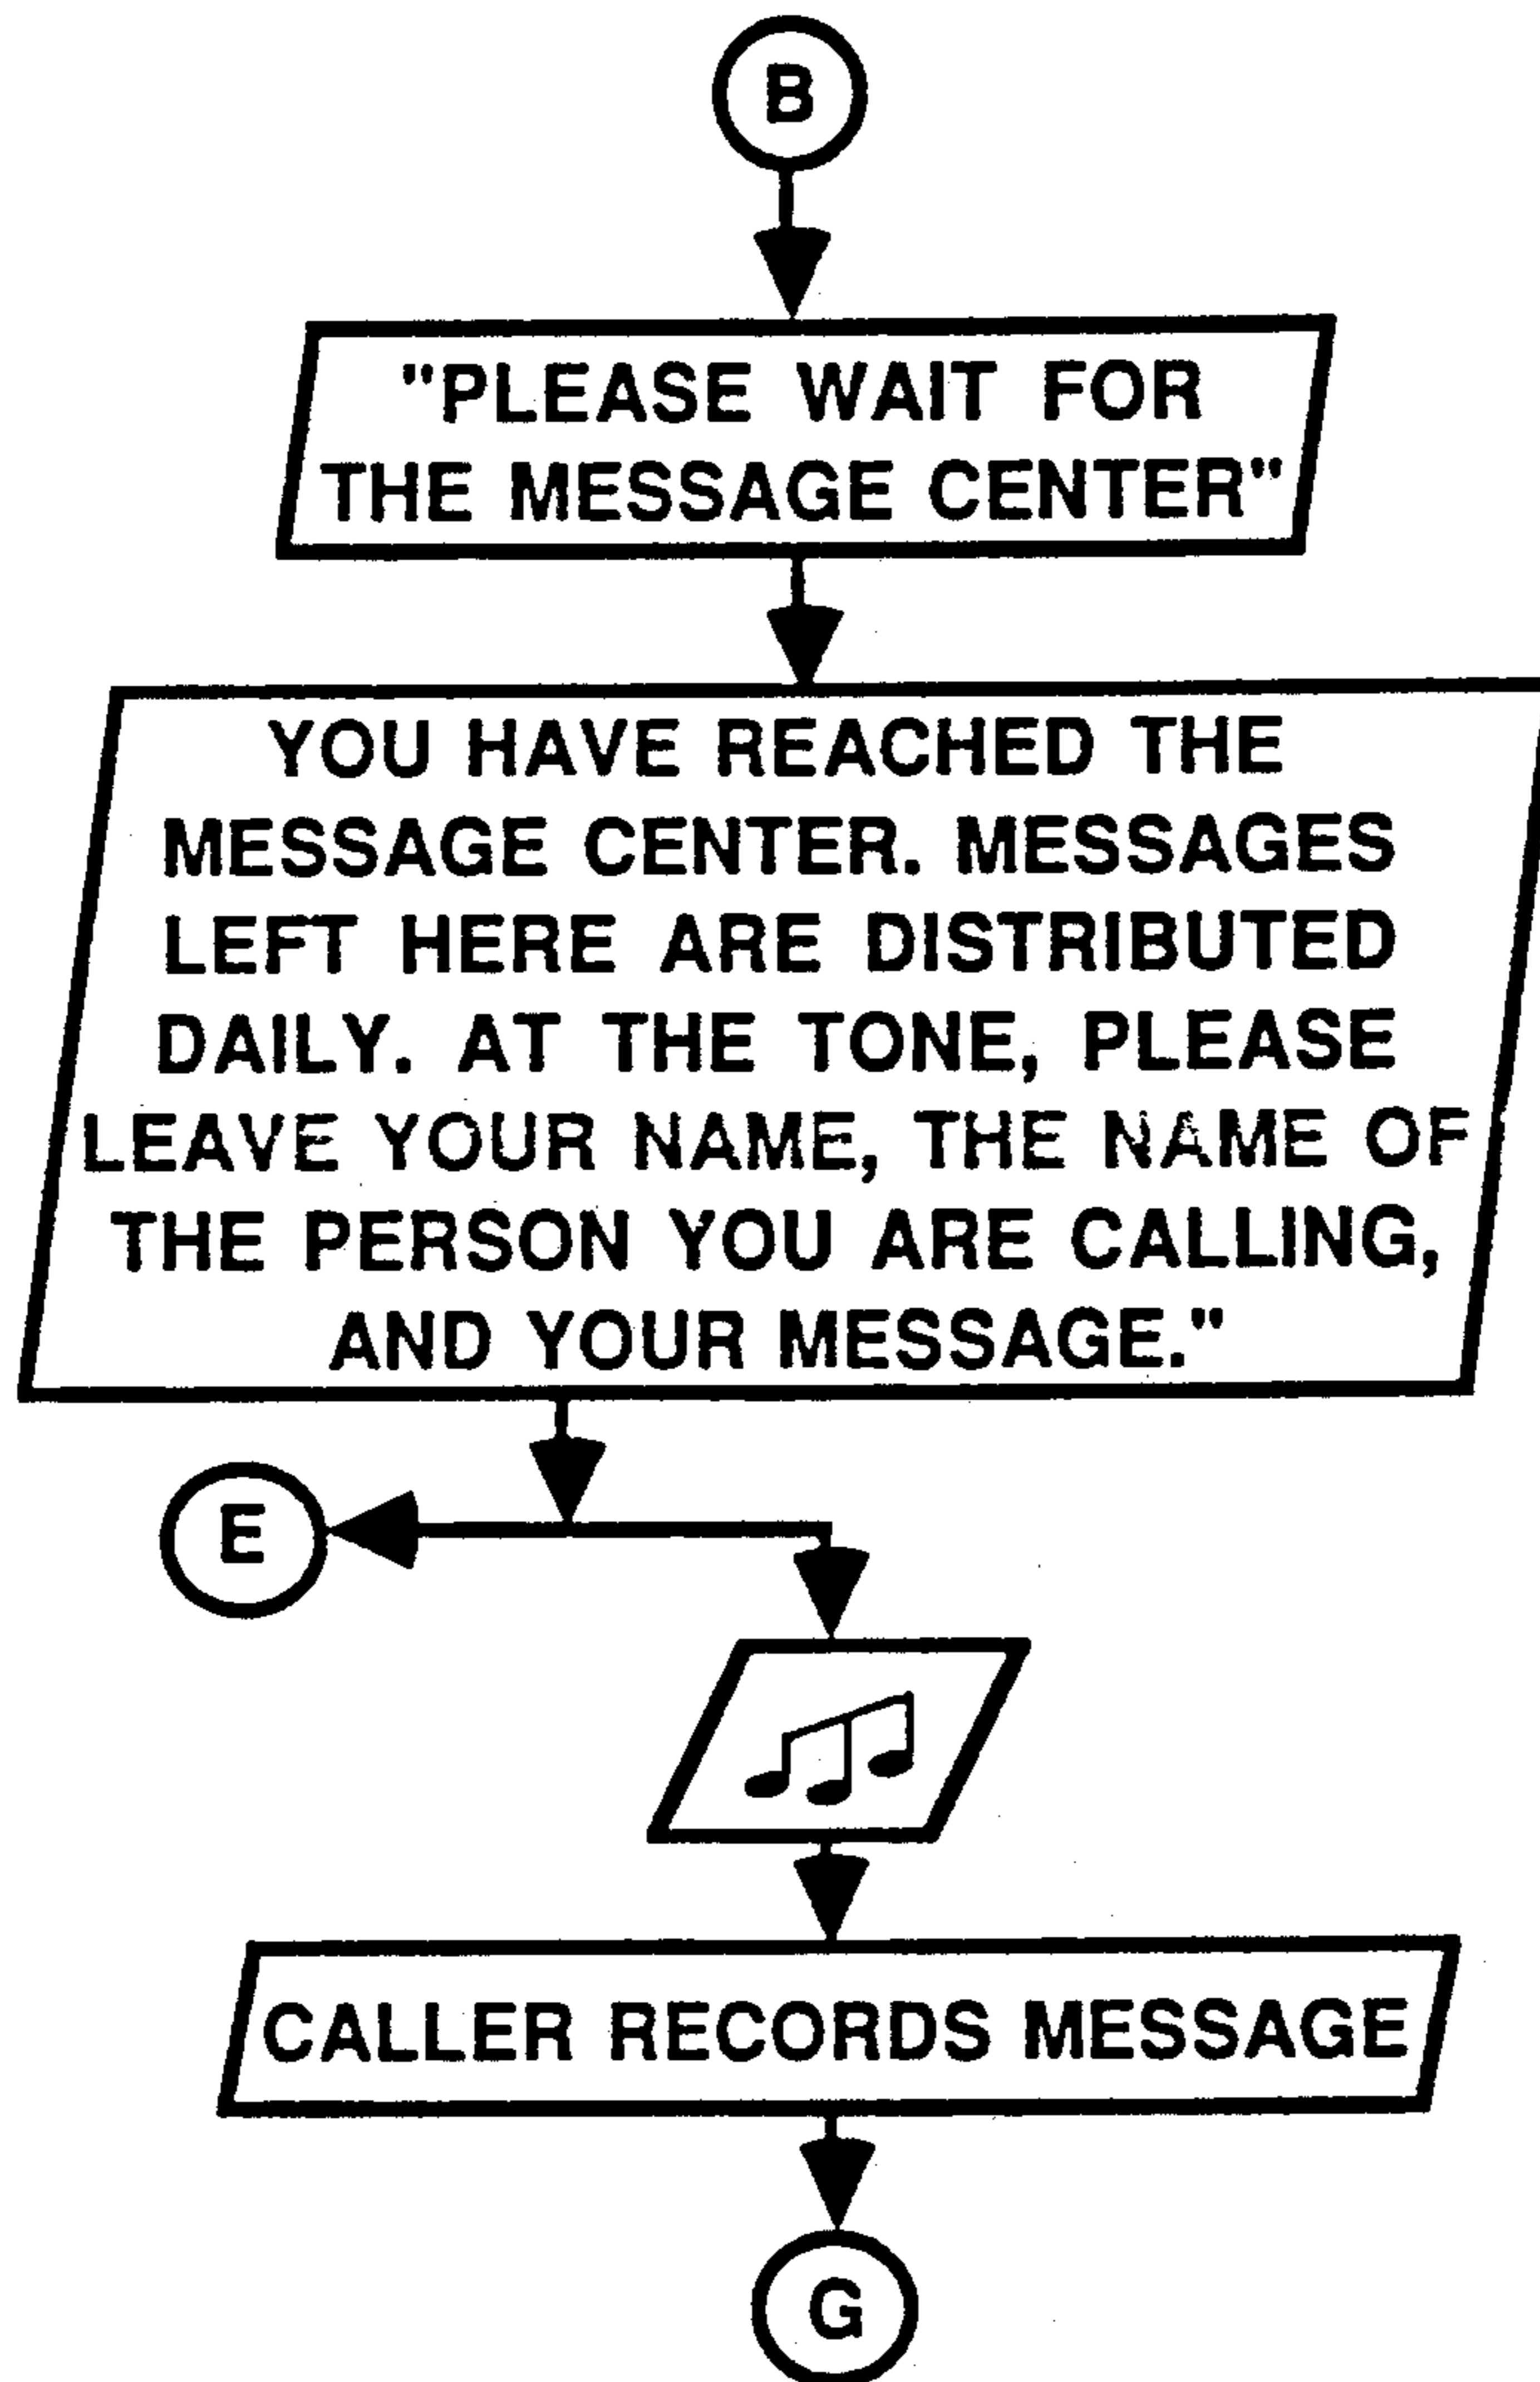 B
"PLEASE WAIT FOR
THE MESSAGE CENTER"
YOU HAVE REACHED THE
MESSAGE CENTER. MESSAGES
LEFT HERE ARE DISTRIBUTED
DAILY. AT THE TONE, PLEASE
LEAVE YOUR NAME, THE NAME OF
THE PERSON YOU ARE CALLING,
AND YOUR MESSAGE."
E
CALLER RECORDS MESSAGE
G